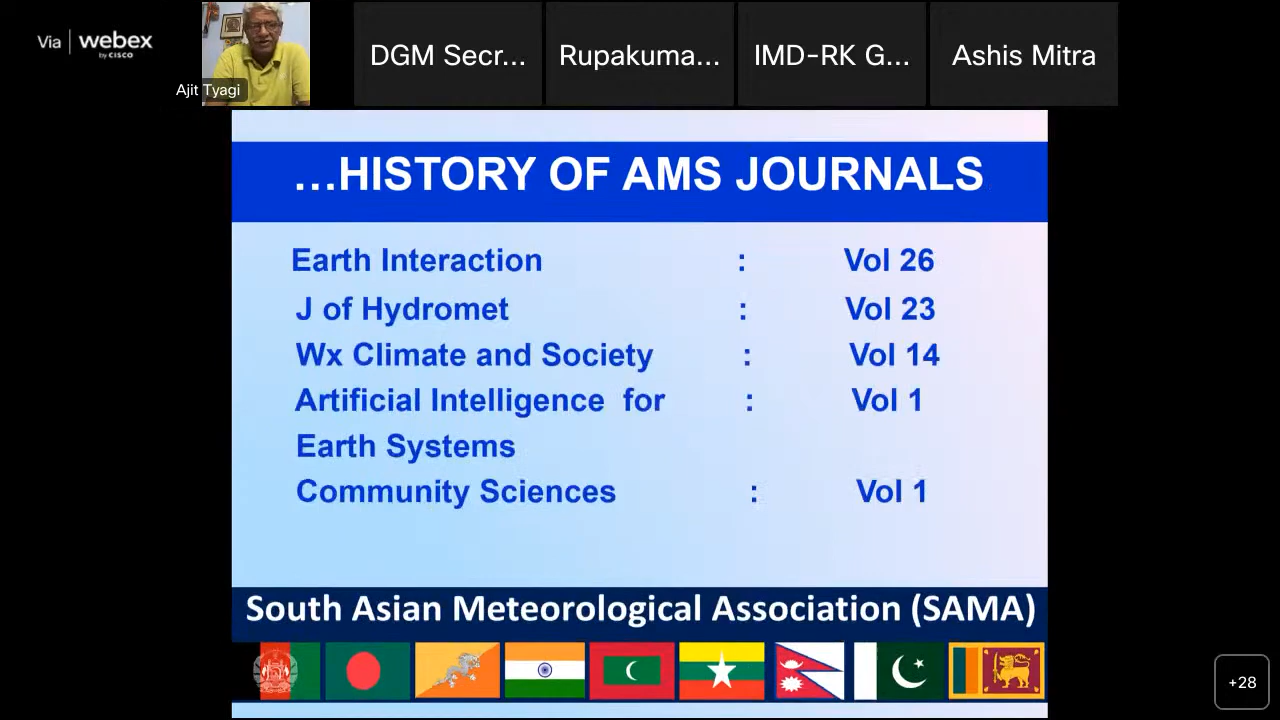 Via webex
by CISCO
Ajit Tyagi
DGM Secr...
Rupakuma...
IMD-RK G...
Ashis Mitra
...HISTORY OF AMS JOURNALS
Earth Interaction : Vol 26
J of Hydromet : Vol 23
Wx Climate and Society : Vol 14
Artificial Intelligence for : Vol 1
Earth Systems
Community Sciences : Vol 1
South Asian Meteorological Association (SAMA)
+28